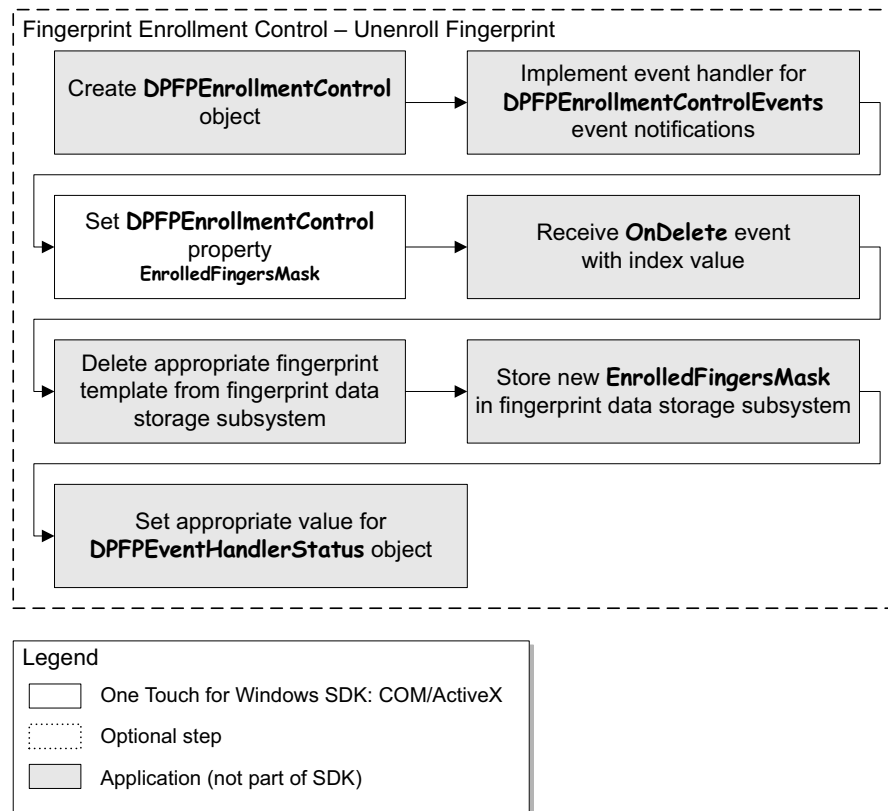 Fingerprint Enrollment Control – Unenroll Fingerprint
Create DPFPEnrollmentControl
object
Implement event handler for
DPFPEnrollmentControlEvents
event notifications
Set DPFPEnrollmentControl
property
EnrolledFingersMask
Receive OnDelete event
with index value
Delete appropriate fingerprint
template from fingerprint data
storage subsystem
Store new EnrolledFingersMask
in fingerprint data storage subsystem
Set appropriate value for
DPFPEventHandlerStatus object
Legend
One Touch for Windows SDK: COM/ActiveX
Optional step
Application (not part of SDK)